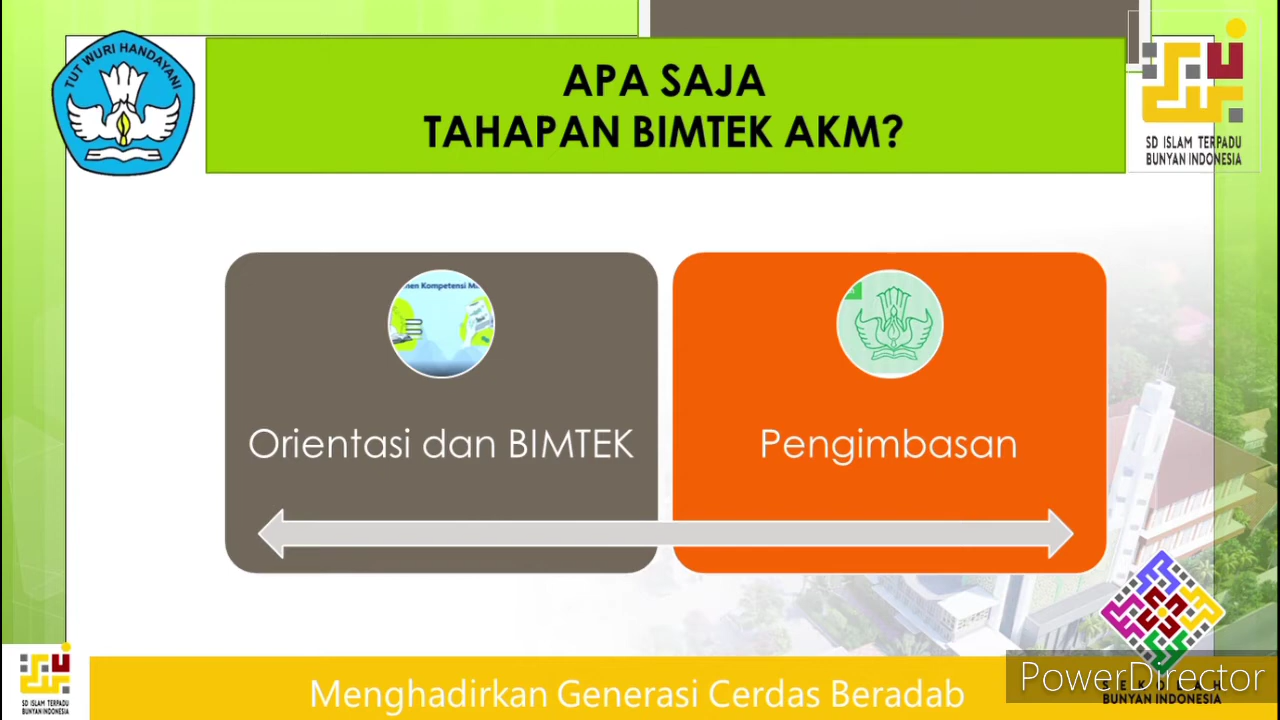 TUT WURI HANDAYANI
APA SAJA
TAHAPAN BIMTEK AKM?
SD ISLAM TERPADU
BUNYAN INDONESIA
Kompetensi
Orientasi dan BIMTEK
Pengimbasan
SD ISLAM TERPADU
BUNYAN INDONESIA
Menghadirkan Generasi Cerdas Beradab
PowerDirector
BUNYAN INDONESIA